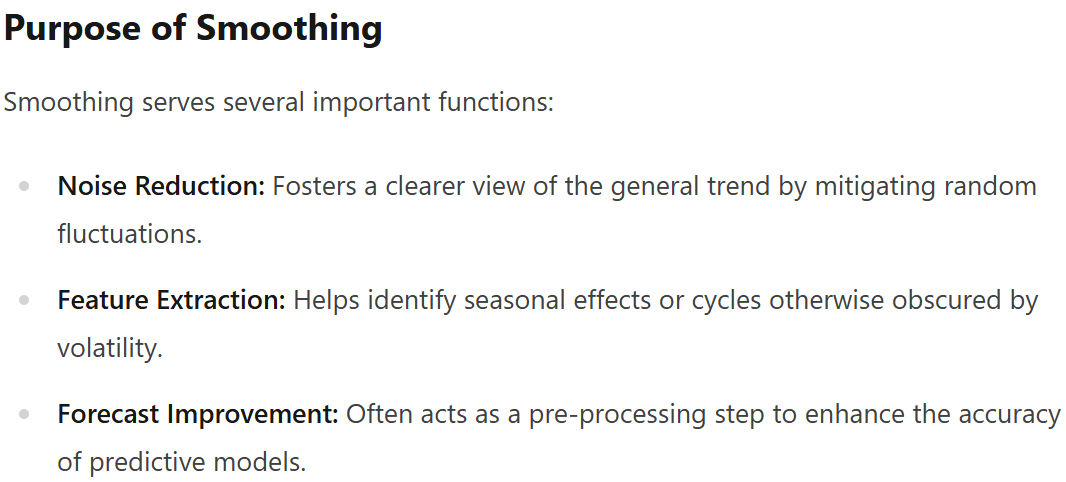 Purpose of Smoothing
Smoothing serves several important functions:
Noise Reduction: Fosters a clearer view of the general trend by mitigating random
fluctuations.
Feature Extraction: Helps identify seasonal effects or cycles otherwise obscured by
volatility.
Forecast Improvement: Often acts as a pre-processing step to enhance the accuracy
of predictive models.